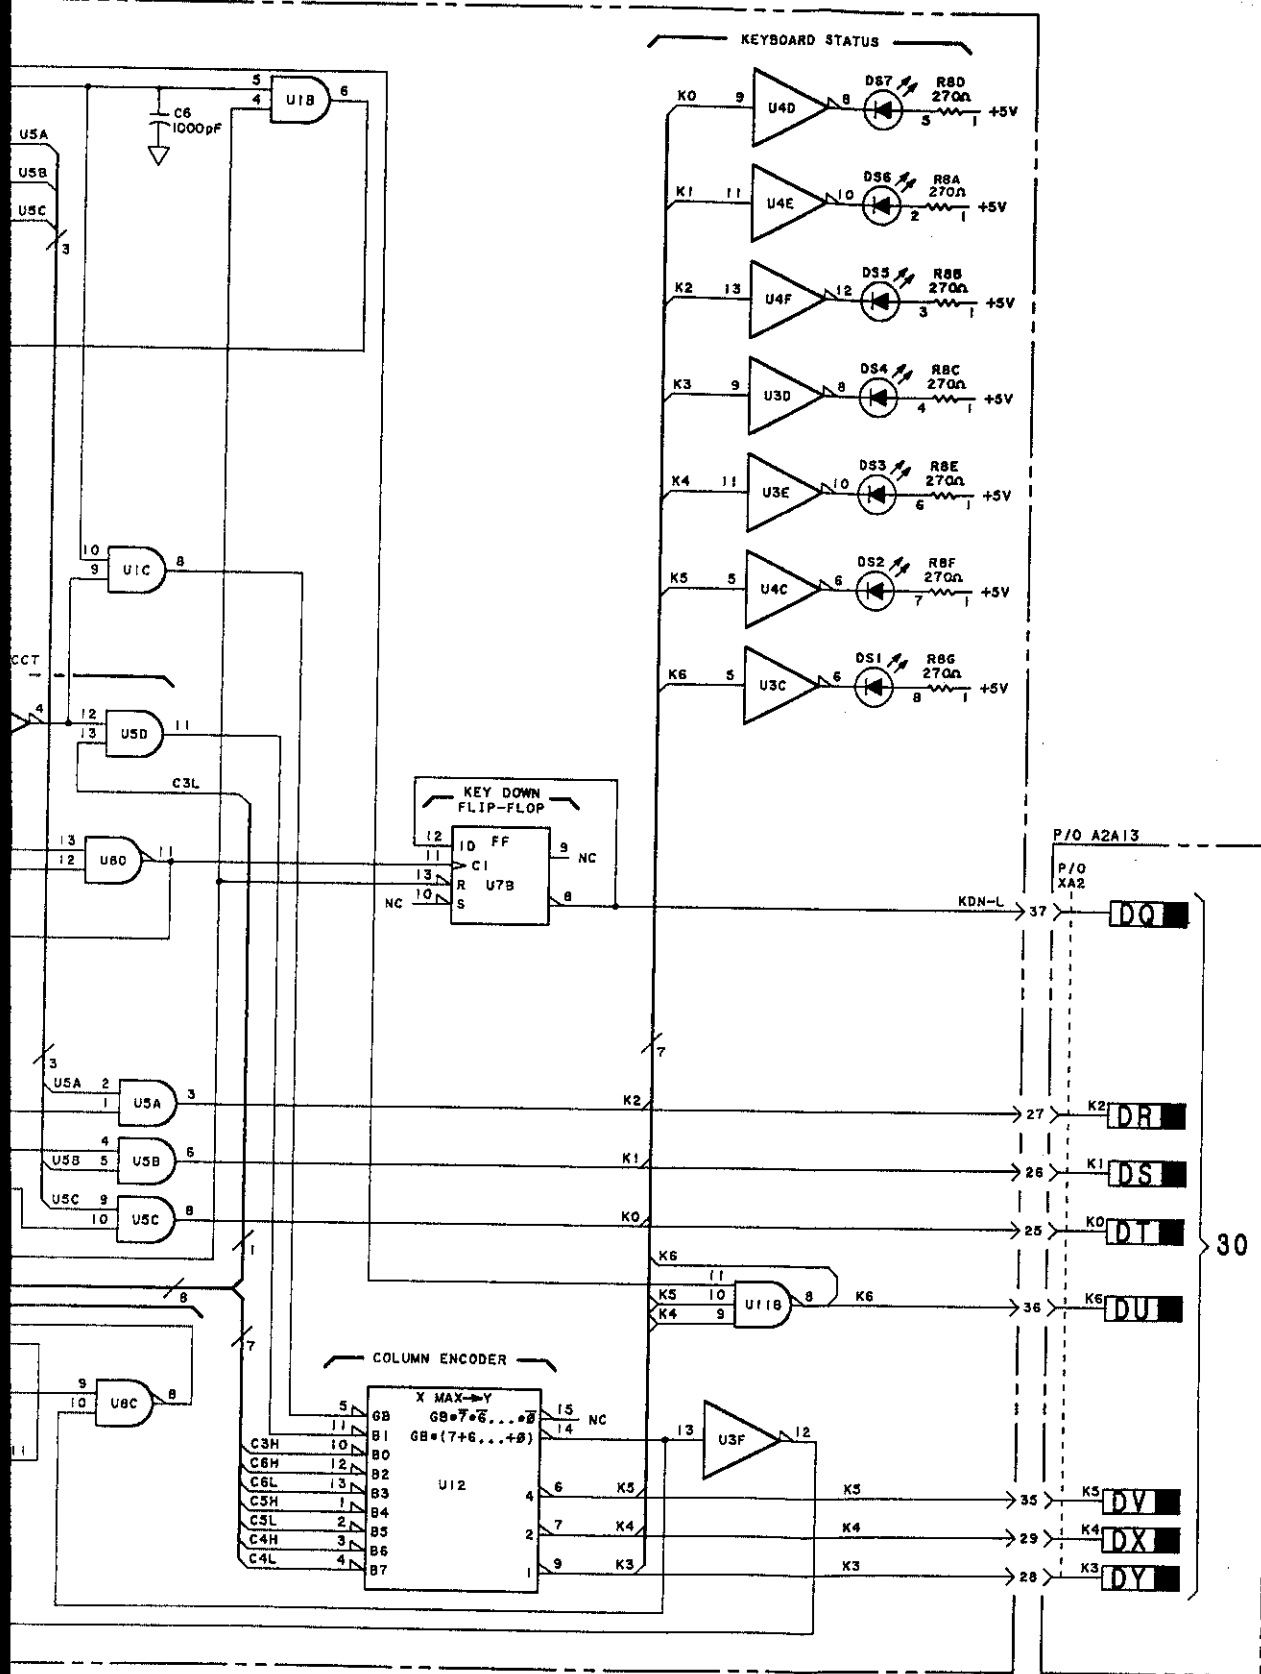 KEYBOARD STATUS
5
4
U1B
6
C6
1000pF
U5A
U5B
U5C
3
K0
9
U4D
8
DS7
5
R8D
270Ω
1
+5V
K1
11
U4E
10
DS6
2
R8A
270Ω
1
+5V
K2
13
U4F
12
DS5
3
R8B
270Ω
1
+5V
K3
9
U3D
8
DS4
4
R8C
270Ω
1
+5V
K4
11
U3E
10
DS3
6
R8E
270Ω
1
+5V
K5
5
U4C
6
DS2
7
R8F
270Ω
1
+5V
K6
5
U3C
6
DS1
8
R8G
270Ω
1
+5V
10
9
U1C
8
CCT
4
12
13
U5D
11
C3L
KEY DOWN
FLIP-FLOP
12
1D
FF
11
C1
13
R
U7B
NC
10
S
9
NC
8
13
12
U8D
11
KDN-L
37
P/O A2A13
P/O
XA2
DQ
7
3
U5A
2
1
U5A
3
K2
27
K2
DR
4
U5B
5
U5B
6
K1
26
K1
DS
U5C
9
10
U5C
8
K0
25
K0
DT
30
1
8
7
K6
11
K5
10
K4
9
U11B
8
K6
36
K6
DU
COLUMN ENCODER
X MAX→Y
5
GB
GB•7̅•6̅...•0̅
15
NC
11
B1
GB•(7+6...+0)
14
C3H
10
B0
C6H
12
B2
U12
C6L
13
B3
C5H
1
B4
4
6
K5
C5L
2
B5
C4H
3
B6
2
7
K4
C4L
4
B7
1
9
K3
13
U3F
12
9
10
U8C
8
11
K5
35
K5
DV
K4
29
K4
DX
K3
28
K3
DY